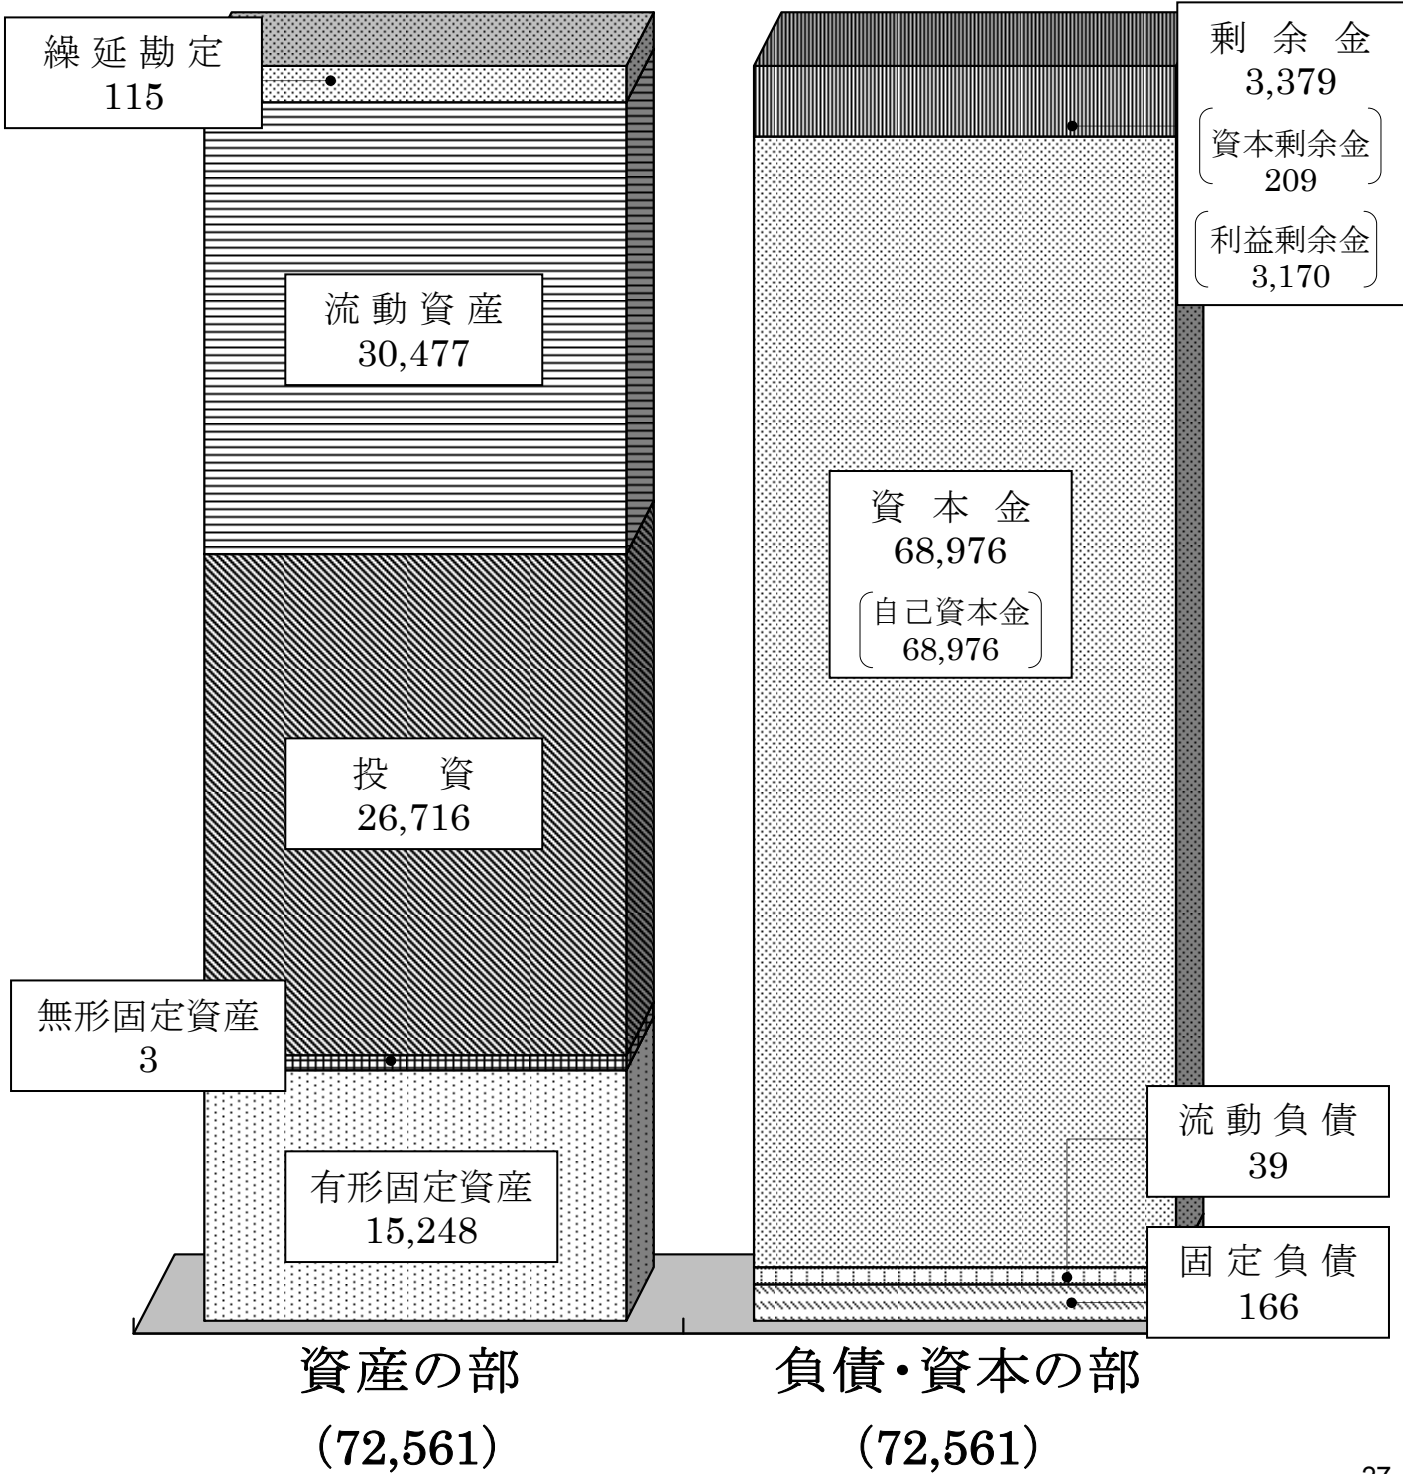 繰延勘定
115
流動資産
30,477
投資
26,716
無形固定資産
3
有形固定資産
15,248
資産の部
(72,561)
剰余金
3,379
資本剰余金
209
利益剰余金
3,170
資本金
68,976
自己資本金
68,976
流動負債
39
固定負債
166
負債・資本の部
(72,561)